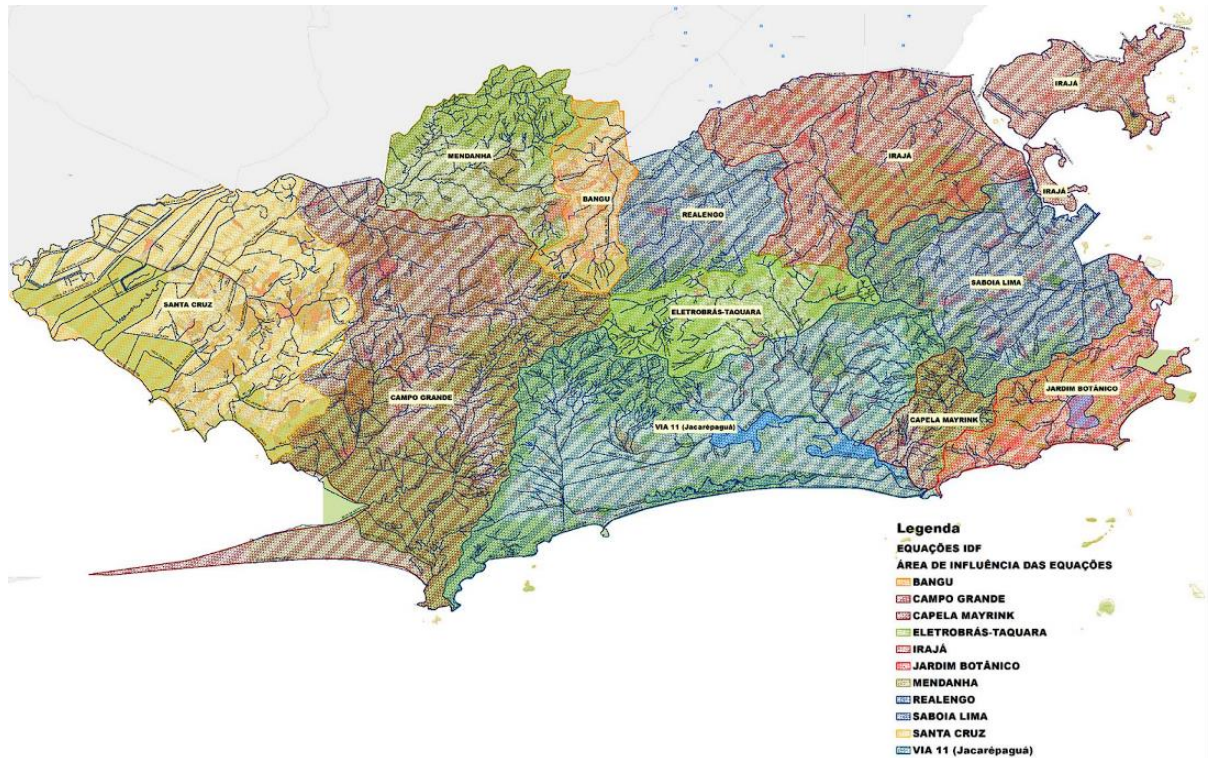 IRAJÁ
MENDANHA
IRAJÁ
BANGU
IRAJÁ
REALENGO
SABOIA LIMA
SANTA CRUZ
ELETROBRÁS-TAQUARA
JARDIM BOTÂNICO
CAMPO GRANDE
CAPELA MAYRINK
VIA 11 (Jacarépaguá)
Legenda
EQUAÇÕES IDF
ÁREA DE INFLUÊNCIA DAS EQUAÇÕES
BANGU
CAMPO GRANDE
CAPELA MAYRINK
ELETROBRÁS-TAQUARA
IRAJÁ
JARDIM BOTÂNICO
MENDANHA
REALENGO
SABOIA LIMA
SANTA CRUZ
VIA 11 (Jacarépaguá)